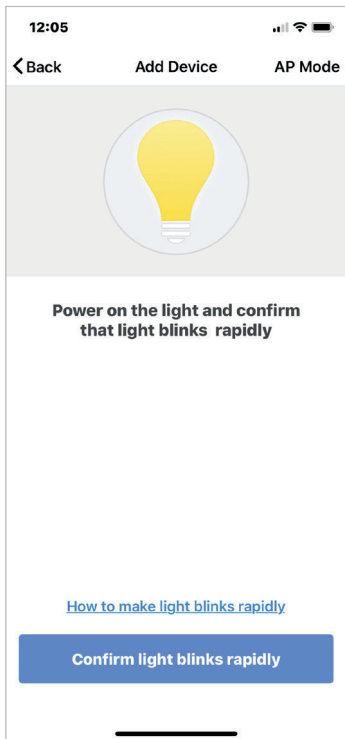 12:05
Back Add Device AP Mode
Power on the light and confirm
that light blinks rapidly
How to make light blinks rapidly
Confirm light blinks rapidly